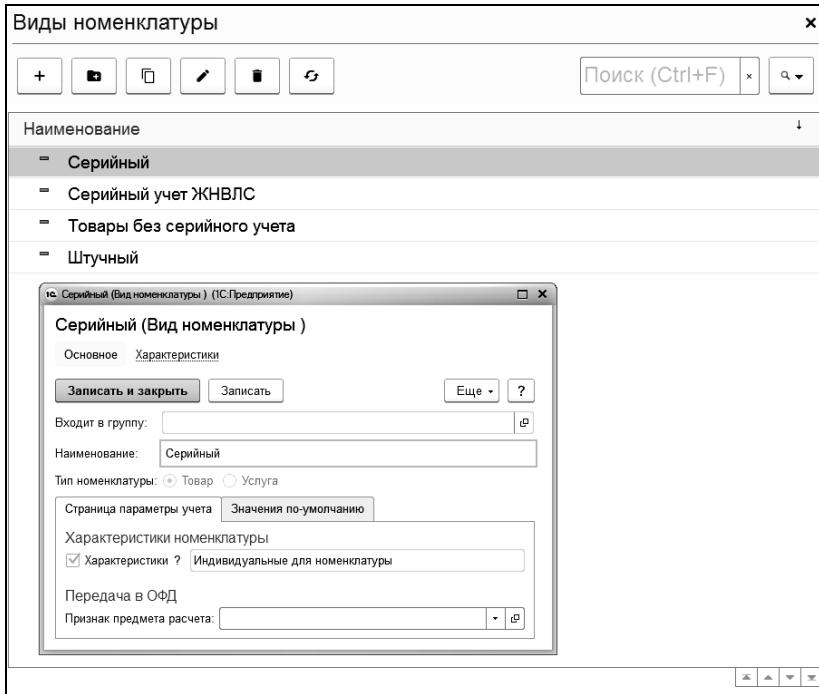 Виды номенклатуры
Поиск (Ctrl+F)
Наименование
Серийный
Серийный учет ЖНВЛС
Товары без серийного учета
Штучный
1С Серийный (Вид номенклатуры ) (1С:Предприятие)
Серийный (Вид номенклатуры )
Основное Характеристики
Записать и закрыть Записать Еще ?
Входит в группу:
Наименование: Серийный
Тип номенклатуры: Товар Услуга
Страница параметры учета Значения по-умолчанию
Характеристики номенклатуры
Характеристики ? Индивидуальные для номенклатуры
Передача в ОФД
Признак предмета расчета: